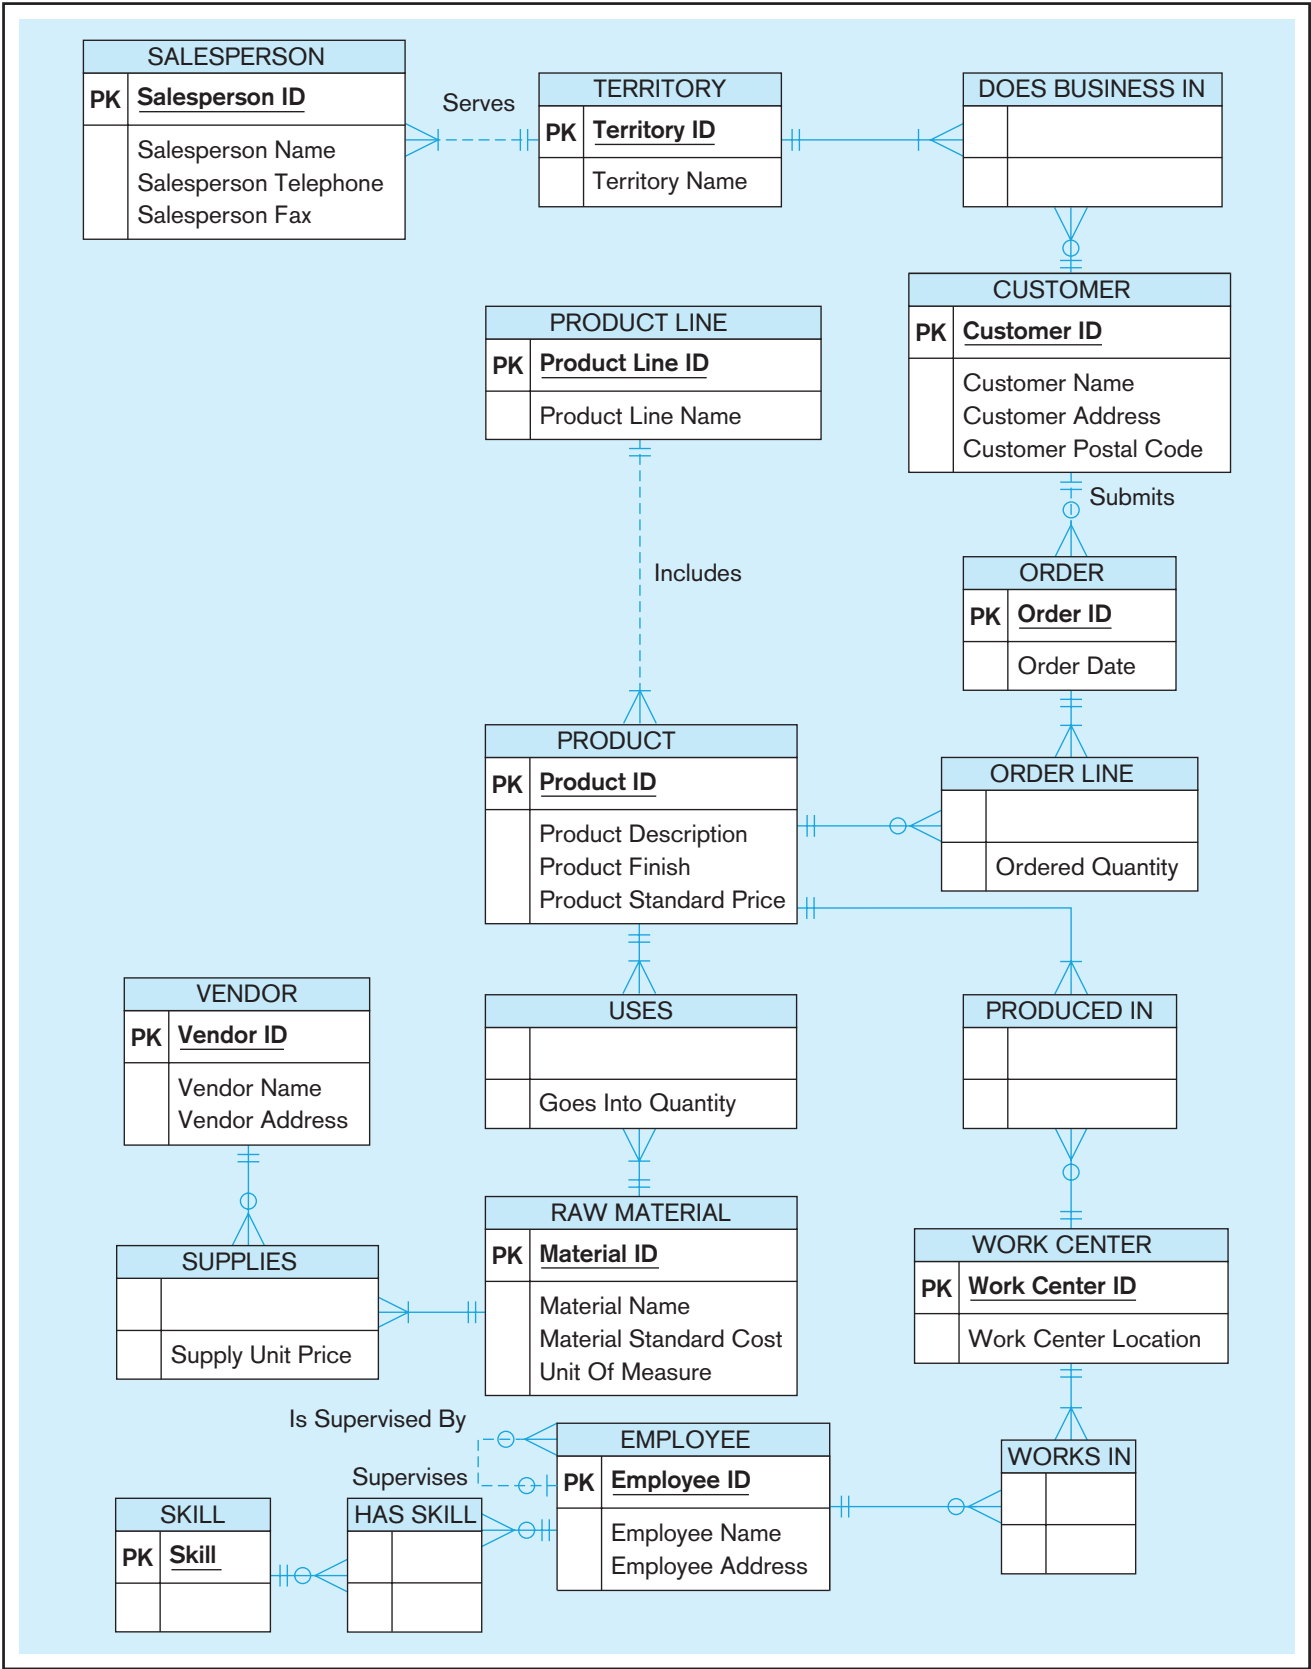 SALESPERSON
PK Salesperson ID
Salesperson Name
Salesperson Telephone
Salesperson Fax
Serves
TERRITORY
PK Territory ID
Territory Name
DOES BUSINESS IN
PRODUCT LINE
PK Product Line ID
Product Line Name
CUSTOMER
PK Customer ID
Customer Name
Customer Address
Customer Postal Code
Submits
Includes
ORDER
PK Order ID
Order Date
PRODUCT
PK Product ID
Product Description
Product Finish
Product Standard Price
ORDER LINE
Ordered Quantity
VENDOR
PK Vendor ID
Vendor Name
Vendor Address
USES
Goes Into Quantity
PRODUCED IN
SUPPLIES
Supply Unit Price
RAW MATERIAL
PK Material ID
Material Name
Material Standard Cost
Unit Of Measure
WORK CENTER
PK Work Center ID
Work Center Location
Is Supervised By
Supervises
EMPLOYEE
PK Employee ID
Employee Name
Employee Address
WORKS IN
SKILL
PK Skill
HAS SKILL